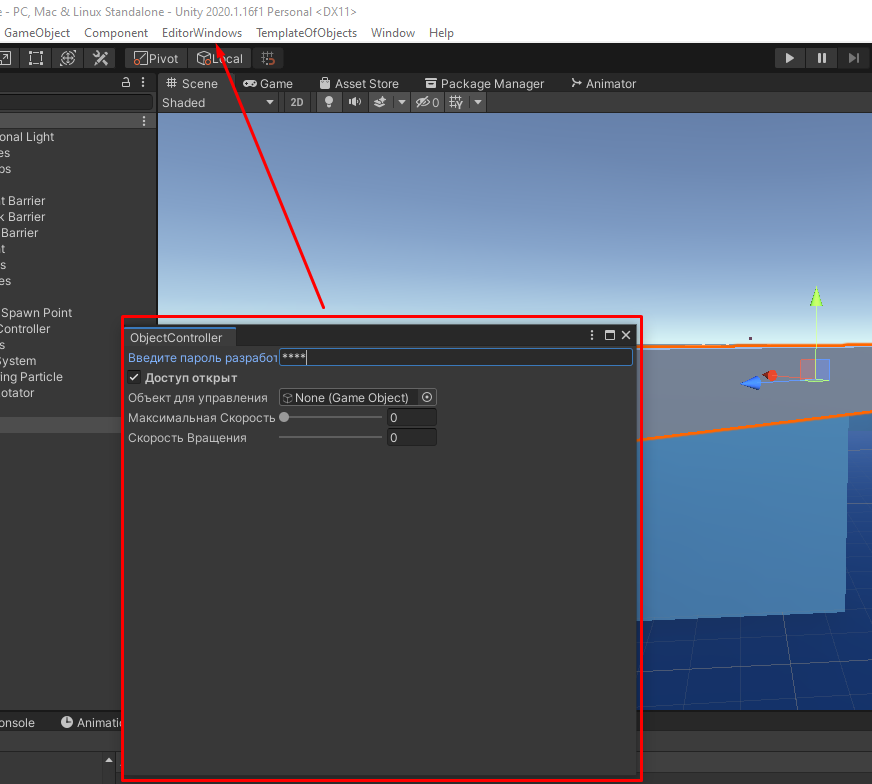 e - PC, Mac & Linux Standalone - Unity 2020.1.16f1 Personal <DX11>
GameObject Component EditorWindows TemplateOfObjects Window Help
Pivot Local
Scene Game Asset Store Package Manager Animator
Shaded 2D 0
onal Light
es
ps
t Barrier
k Barrier
Barrier
t
s
es
Spawn Point
Controller
s
System
ing Particle
otator
ObjectController
Введите пароль разработ ****
Доступ открыт
Объект для управления None (Game Object)
Максимальная Скорость 0
Скорость Вращения 0
onsole Animatio